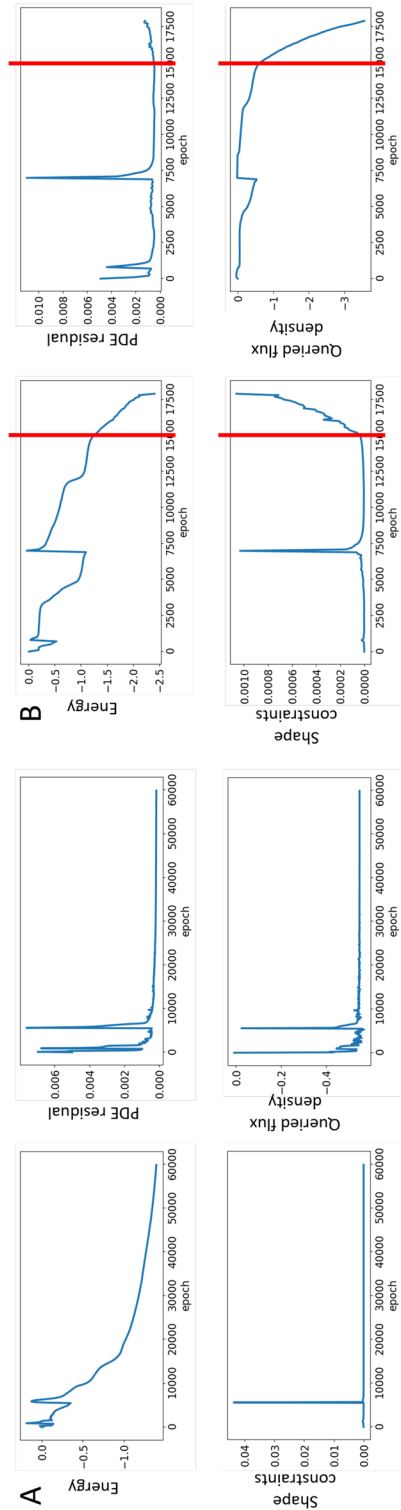 A
Energy
0.0
−0.5
−1.0
0 10000 20000 30000 40000 50000 60000
epoch
PDE residual
0.006
0.004
0.002
0.000
0 10000 20000 30000 40000 50000 60000
epoch
Shape
constraints
0.04
0.03
0.02
0.01
0.00
0 10000 20000 30000 40000 50000 60000
epoch
Queried flux
density
0.0
−0.2
−0.4
0 10000 20000 30000 40000 50000 60000
epoch
B
Energy
0.0
−0.5
−1.0
−1.5
−2.0
−2.5
0 2500 5000 7500 10000 12500 15000 17500
epoch
PDE residual
0.010
0.008
0.006
0.004
0.002
0.000
0 2500 5000 7500 10000 12500 15000 17500
epoch
Shape
constraints
0.0010
0.0008
0.0006
0.0004
0.0002
0.0000
0 2500 5000 7500 10000 12500 15000 17500
epoch
Queried flux
density
0
−1
−2
−3
0 2500 5000 7500 10000 12500 15000 17500
epoch